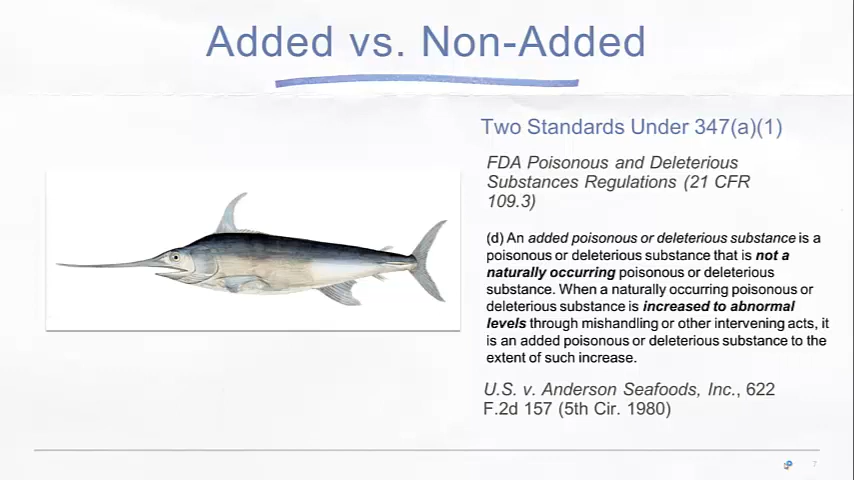 Added vs. Non-Added
Two Standards Under 347(a)(1)
FDA Poisonous and Deleterious
Substances Regulations (21 CFR
109.3)
(d) An added poisonous or deleterious substance is a
poisonous or deleterious substance that is not a
naturally occurring poisonous or deleterious
substance. When a naturally occurring poisonous or
deleterious substance is increased to abnormal
levels through mishandling or other intervening acts, it
is an added poisonous or deleterious substance to the
extent of such increase.
U.S. v. Anderson Seafoods, Inc., 622
F.2d 157 (5th Cir. 1980)
7